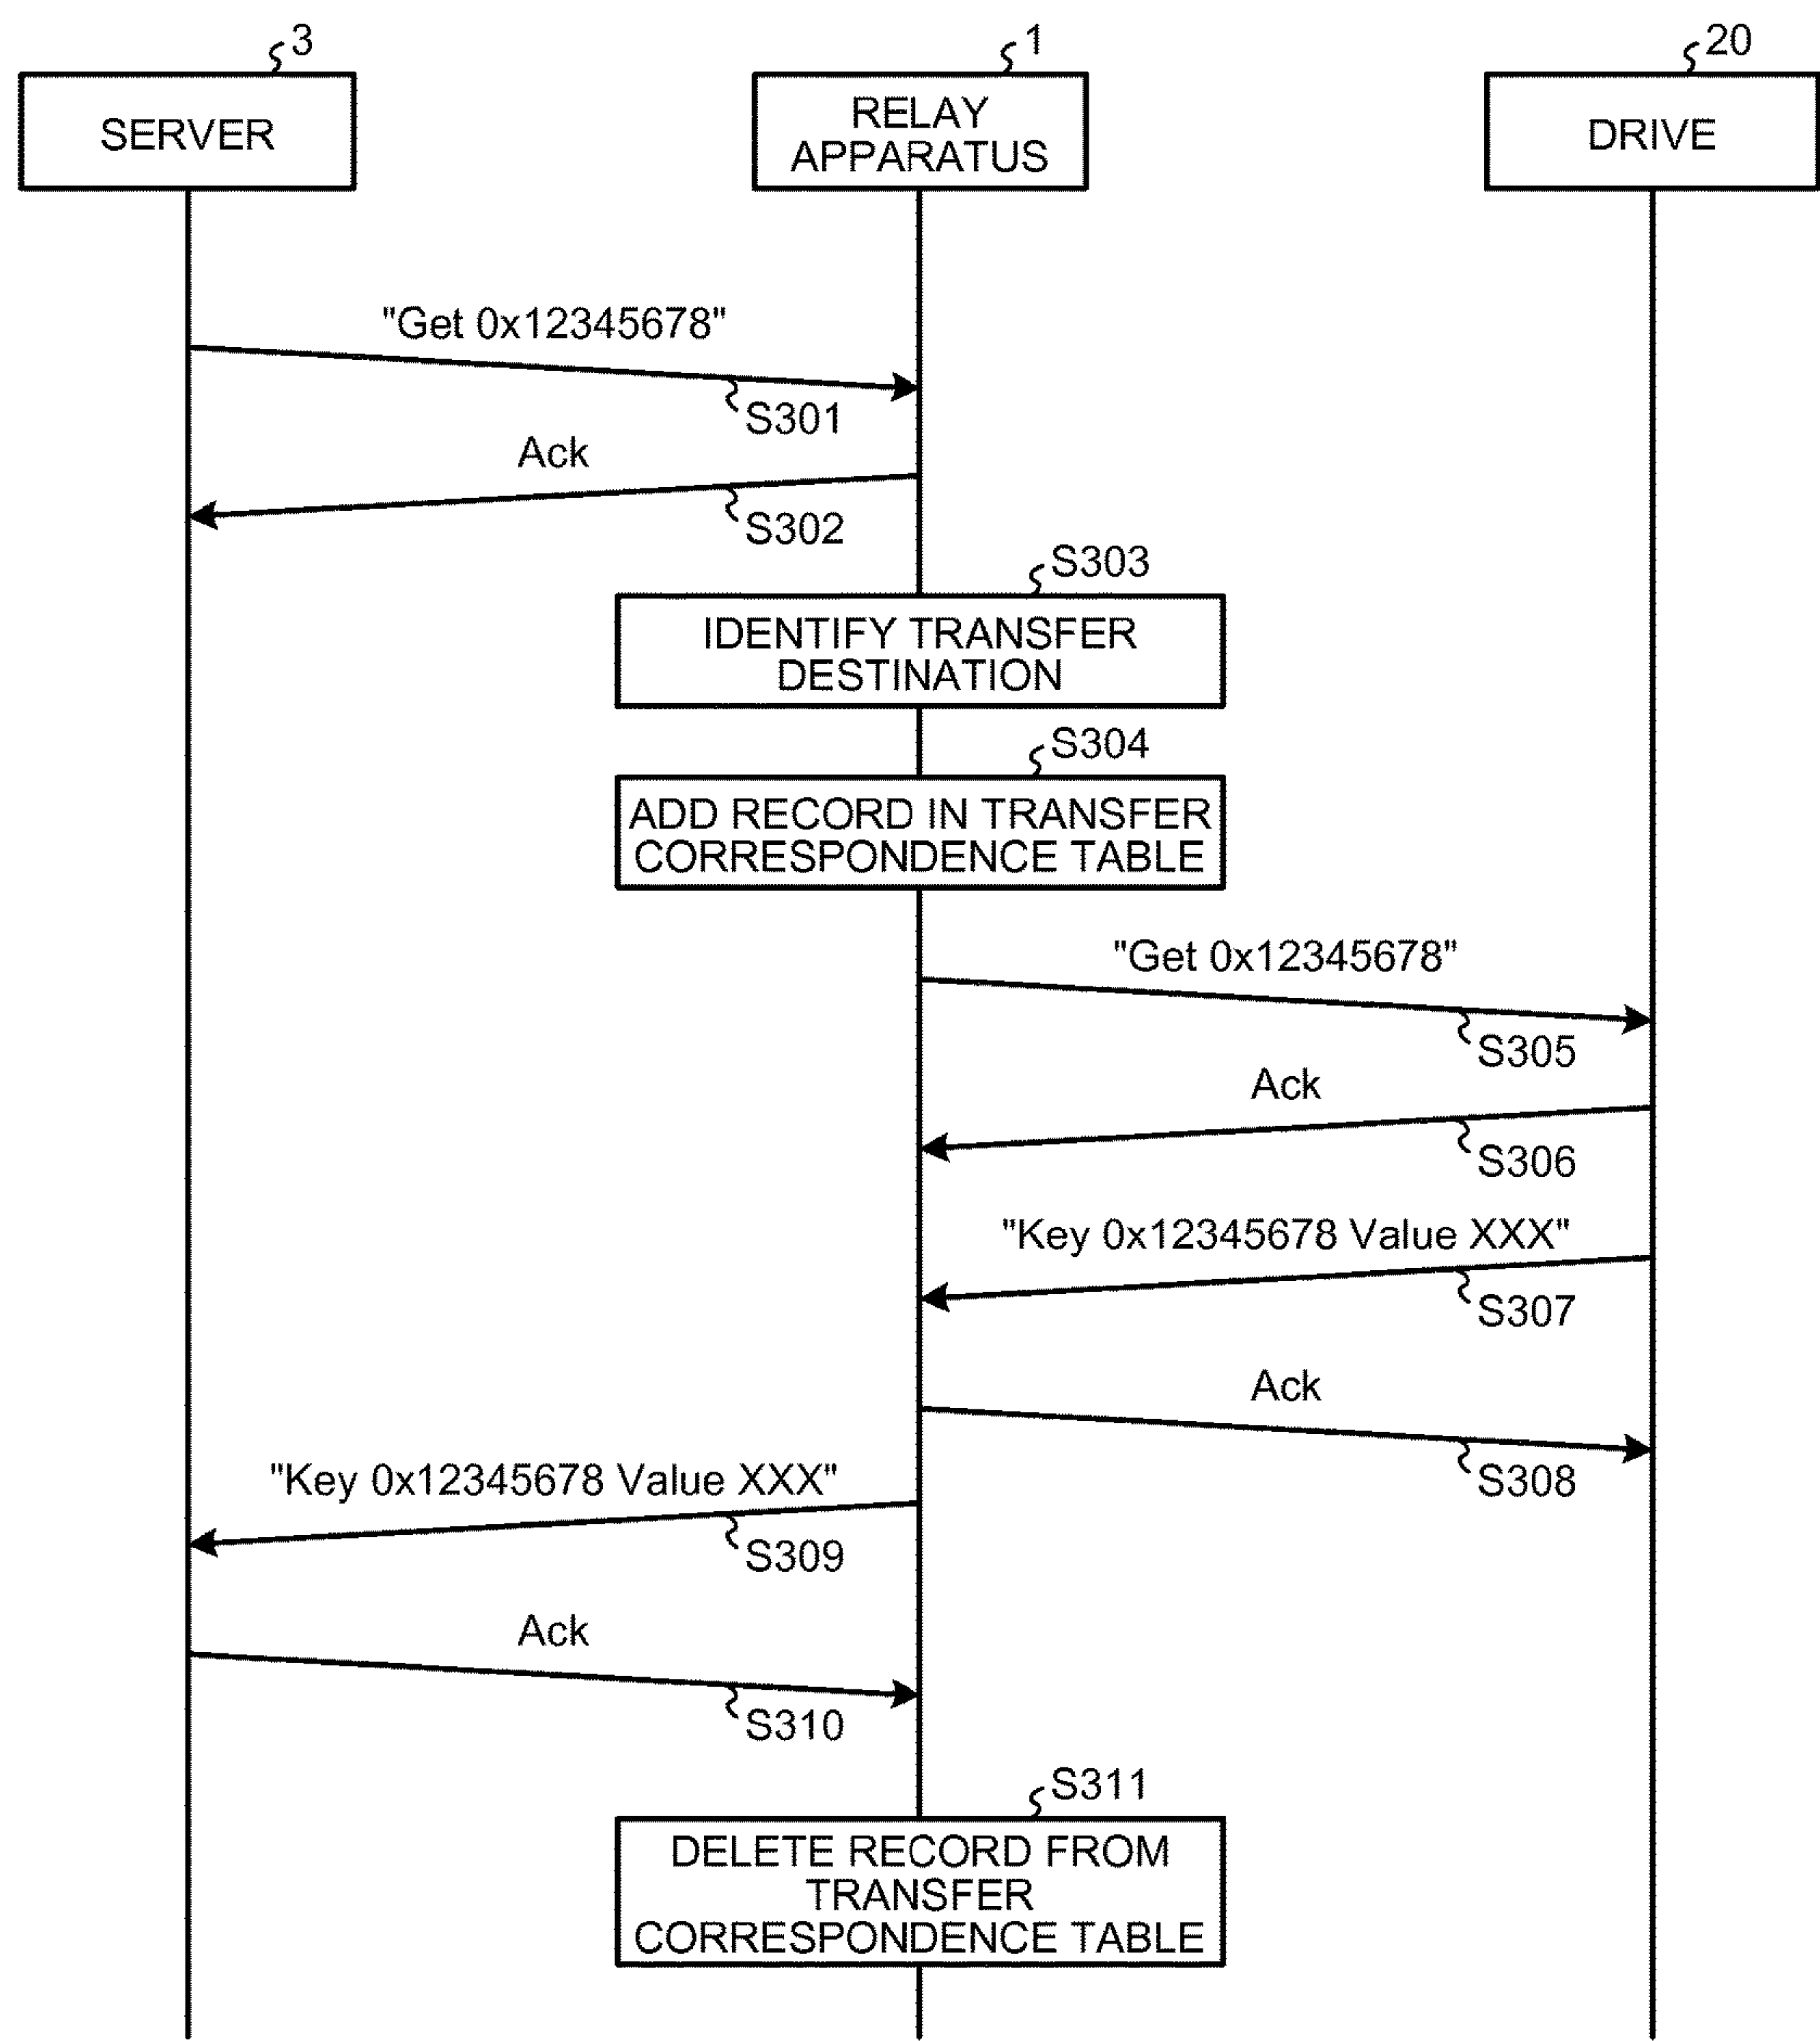 3
1
20
SERVER
RELAY
APPARATUS
DRIVE
"Get 0x12345678"
S301
Ack
S302
S303
IDENTIFY TRANSFER
DESTINATION
S304
ADD RECORD IN TRANSFER
CORRESPONDENCE TABLE
"Get 0x12345678"
S305
Ack
S306
"Key 0x12345678 Value XXX"
S307
Ack
S308
"Key 0x12345678 Value XXX"
S309
Ack
S310
S311
DELETE RECORD FROM
TRANSFER
CORRESPONDENCE TABLE